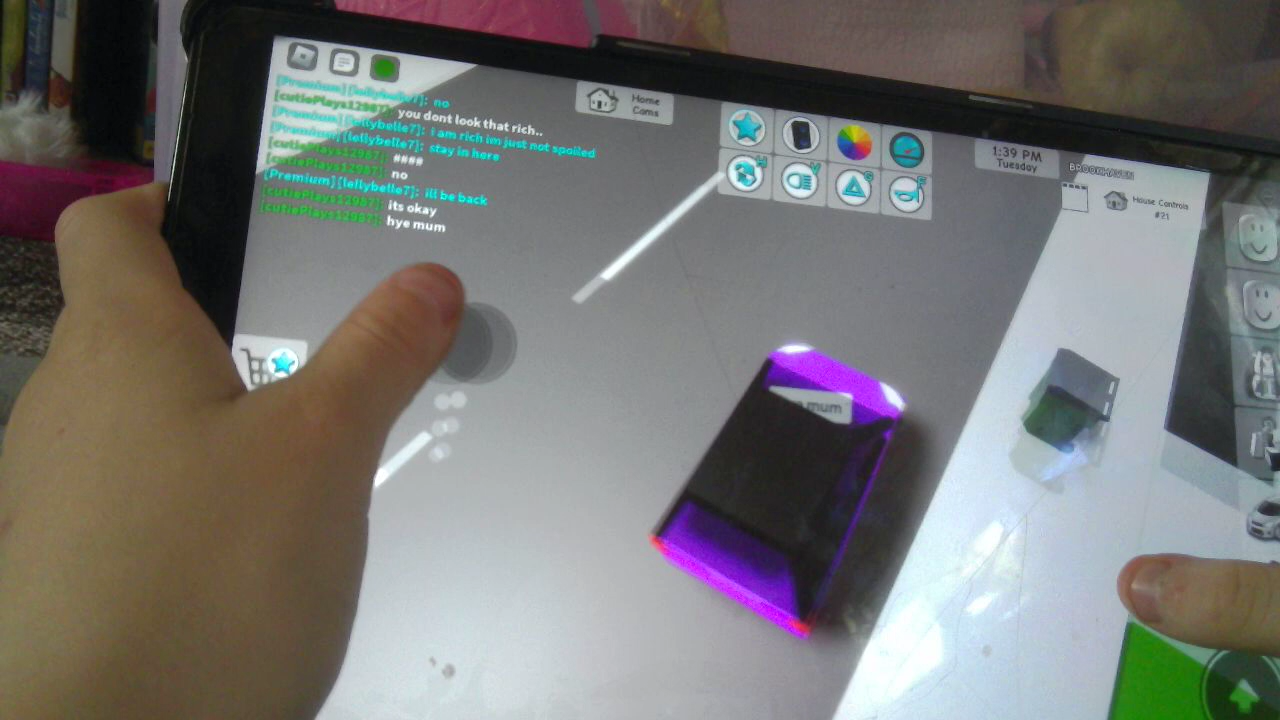 [Premium] [lellybelle7]: no
[cutiePlays12987]: you dont look that rich..
[Premium] [lellybelle7]: i am rich im just not spoiled
[Premium] [lellybelle7]: stay in here
[cutiePlays12987]: ####
[cutiePlays12987]: no
[Premium] [lellybelle7]: ill be back
[cutiePlays12987]: its okay
[cutiePlays12987]: hye mum
Home
Cams
H
V
G
F
1:39 PM
Tuesday
BROOKHAVEN
House Controls
#21
mum